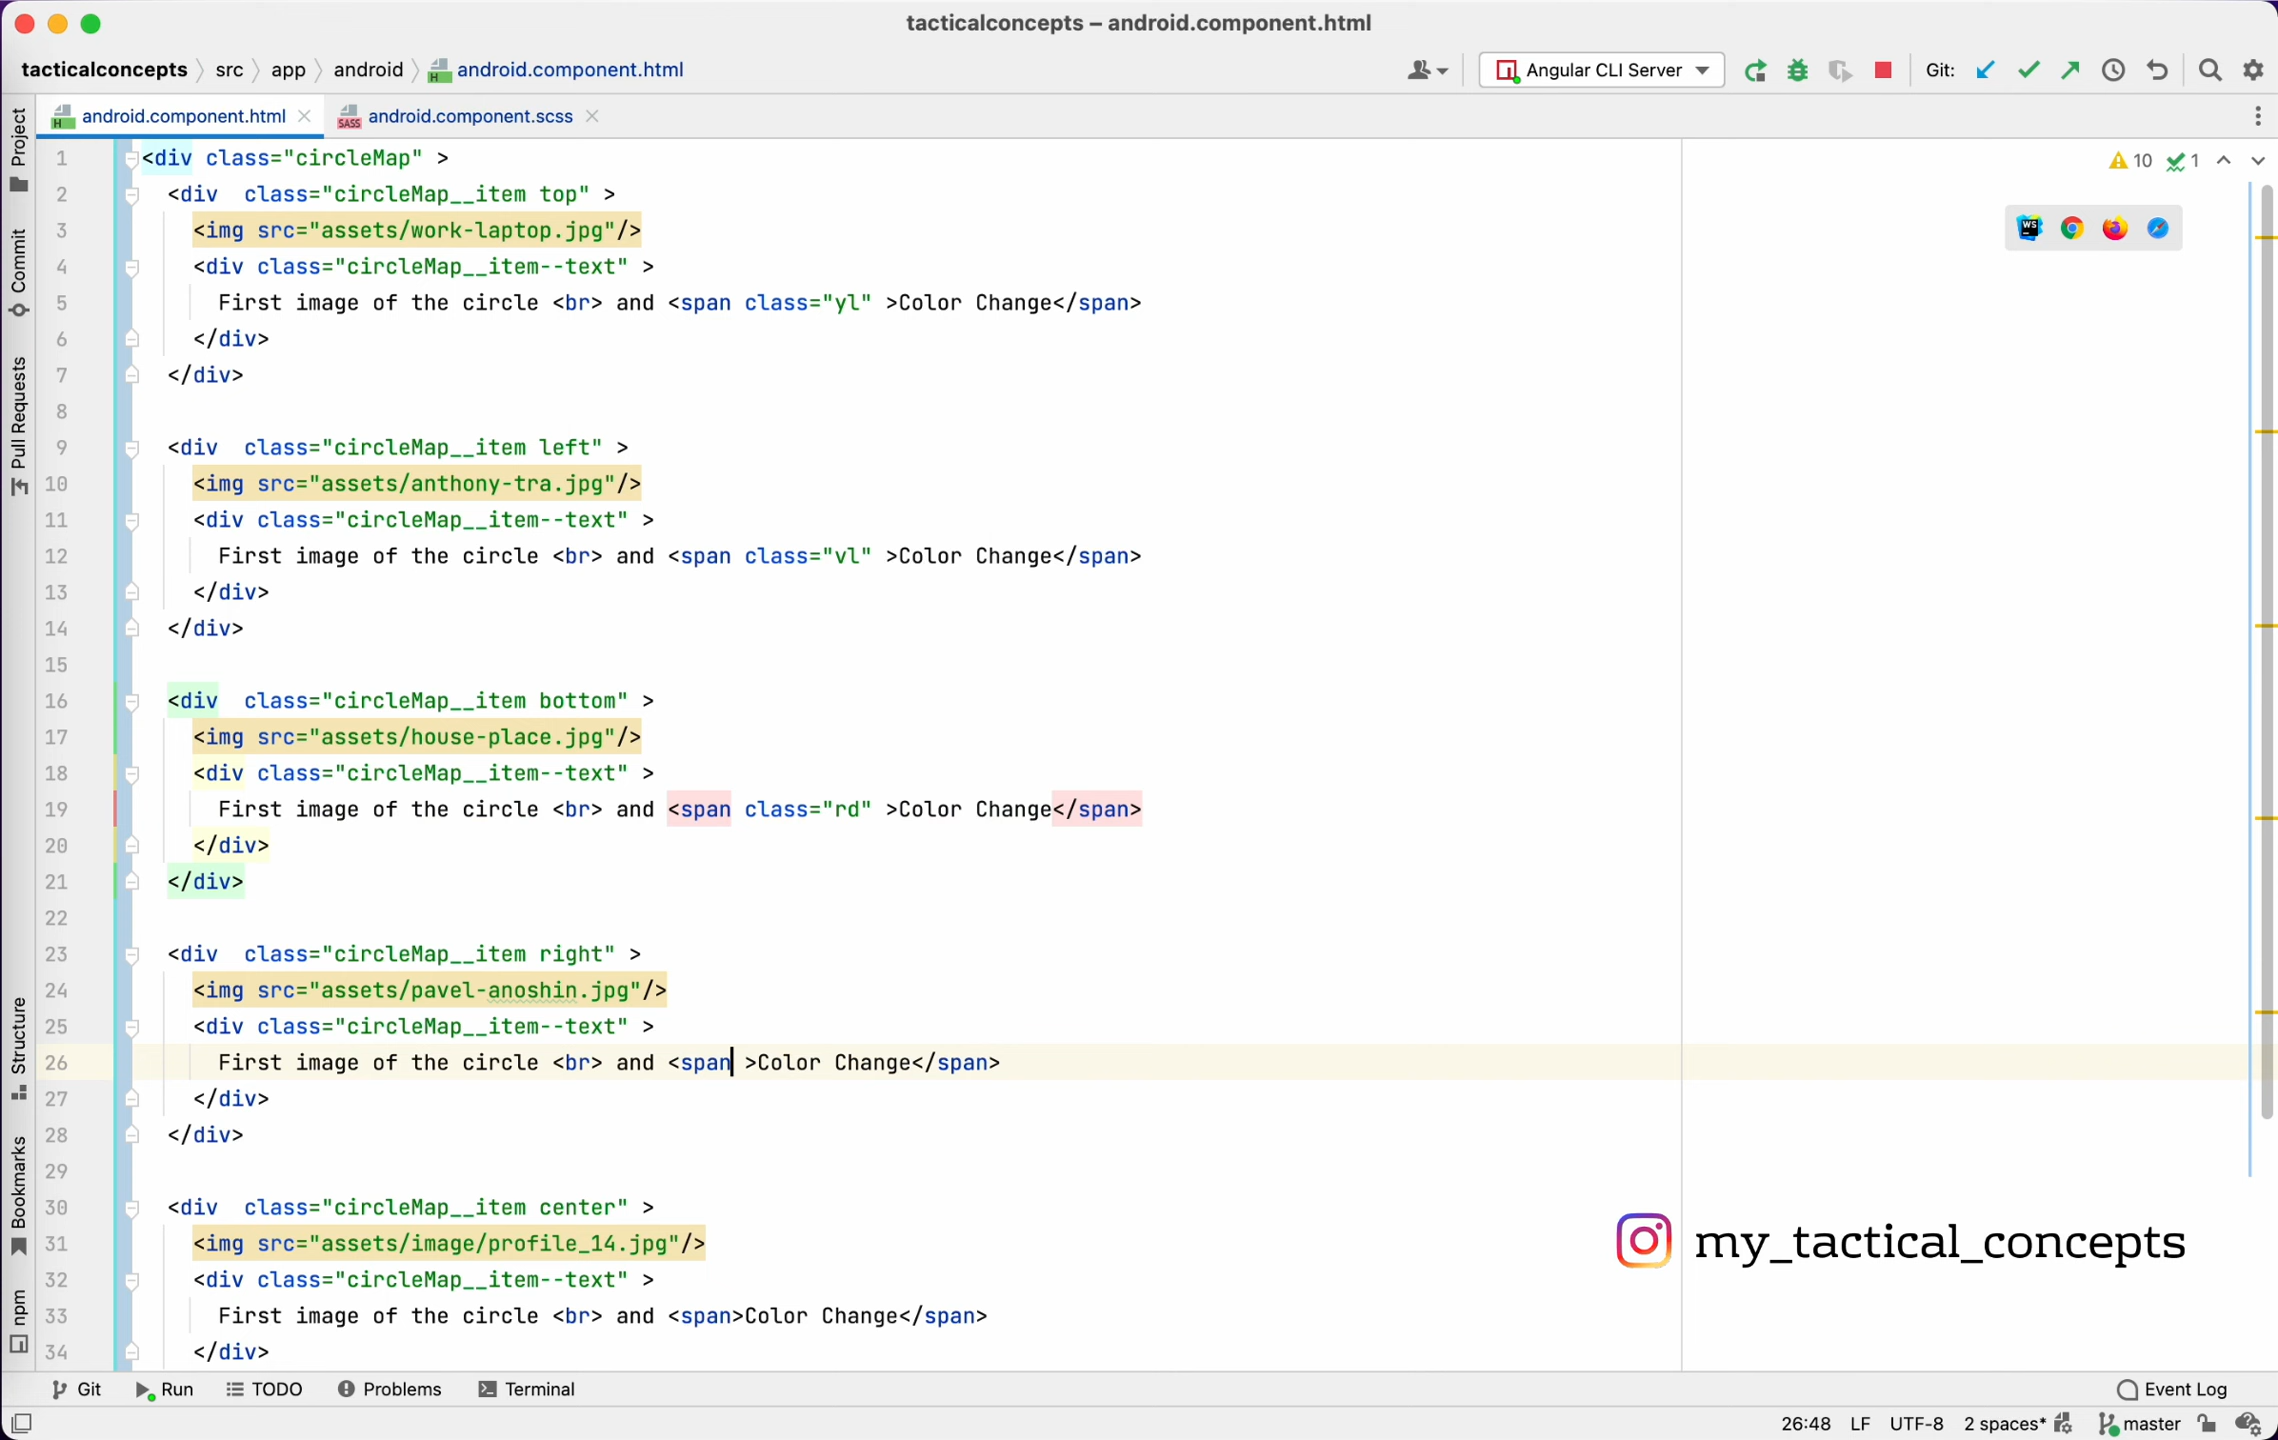 tacticalconcepts – android.component.html
tacticalconcepts src app android android.component.html Angular CLI Server Git:
android.component.html android.component.scss
1 <div class="circleMap" >
2 <div  class="circleMap__item top" >
3 <img src="assets/work-laptop.jpg"/>
4 <div class="circleMap__item--text" >
5 First image of the circle <br> and <span class="yl" >Color Change</span>
6 </div>
7 </div>
8
9 <div  class="circleMap__item left" >
10 <img src="assets/anthony-tra.jpg"/>
11 <div class="circleMap__item--text" >
12 First image of the circle <br> and <span class="vl" >Color Change</span>
13 </div>
14 </div>
15
16 <div  class="circleMap__item bottom" >
17 <img src="assets/house-place.jpg"/>
18 <div class="circleMap__item--text" >
19 First image of the circle <br> and <span class="rd" >Color Change</span>
20 </div>
21 </div>
22
23 <div  class="circleMap__item right" >
24 <img src="assets/pavel-anoshin.jpg"/>
25 <div class="circleMap__item--text" >
26 First image of the circle <br> and <span >Color Change</span>
27 </div>
28 </div>
29
30 <div  class="circleMap__item center" >
31 <img src="assets/image/profile_14.jpg"/>
32 <div class="circleMap__item--text" >
33 First image of the circle <br> and <span>Color Change</span>
34 </div>
10 1
H
H
SASS
WS
Project
Commit
Pull Requests
Structure
Bookmarks
npm
my_tactical_concepts
Git Run TODO Problems Terminal Event Log
26:48 LF UTF-8 2 spaces* master